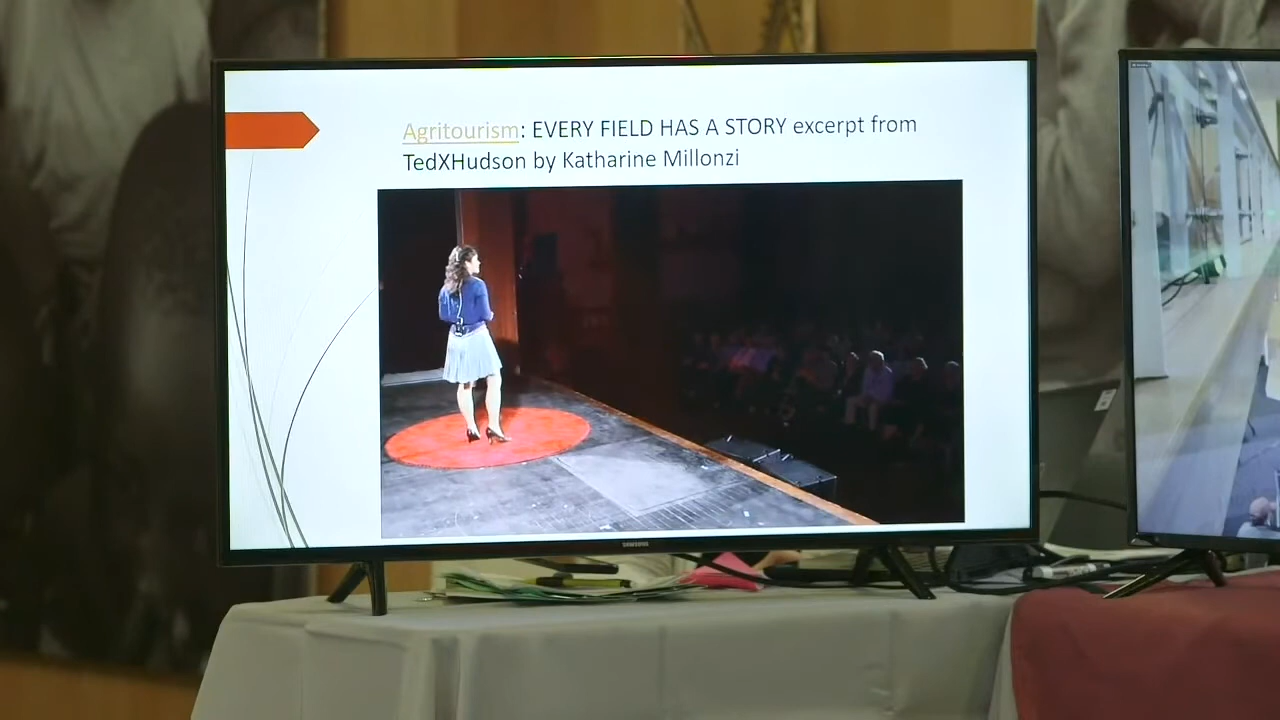 Agritourism: EVERY FIELD HAS A STORY excerpt from
TedXHudson by Katharine Millonzi
SAMSUNG